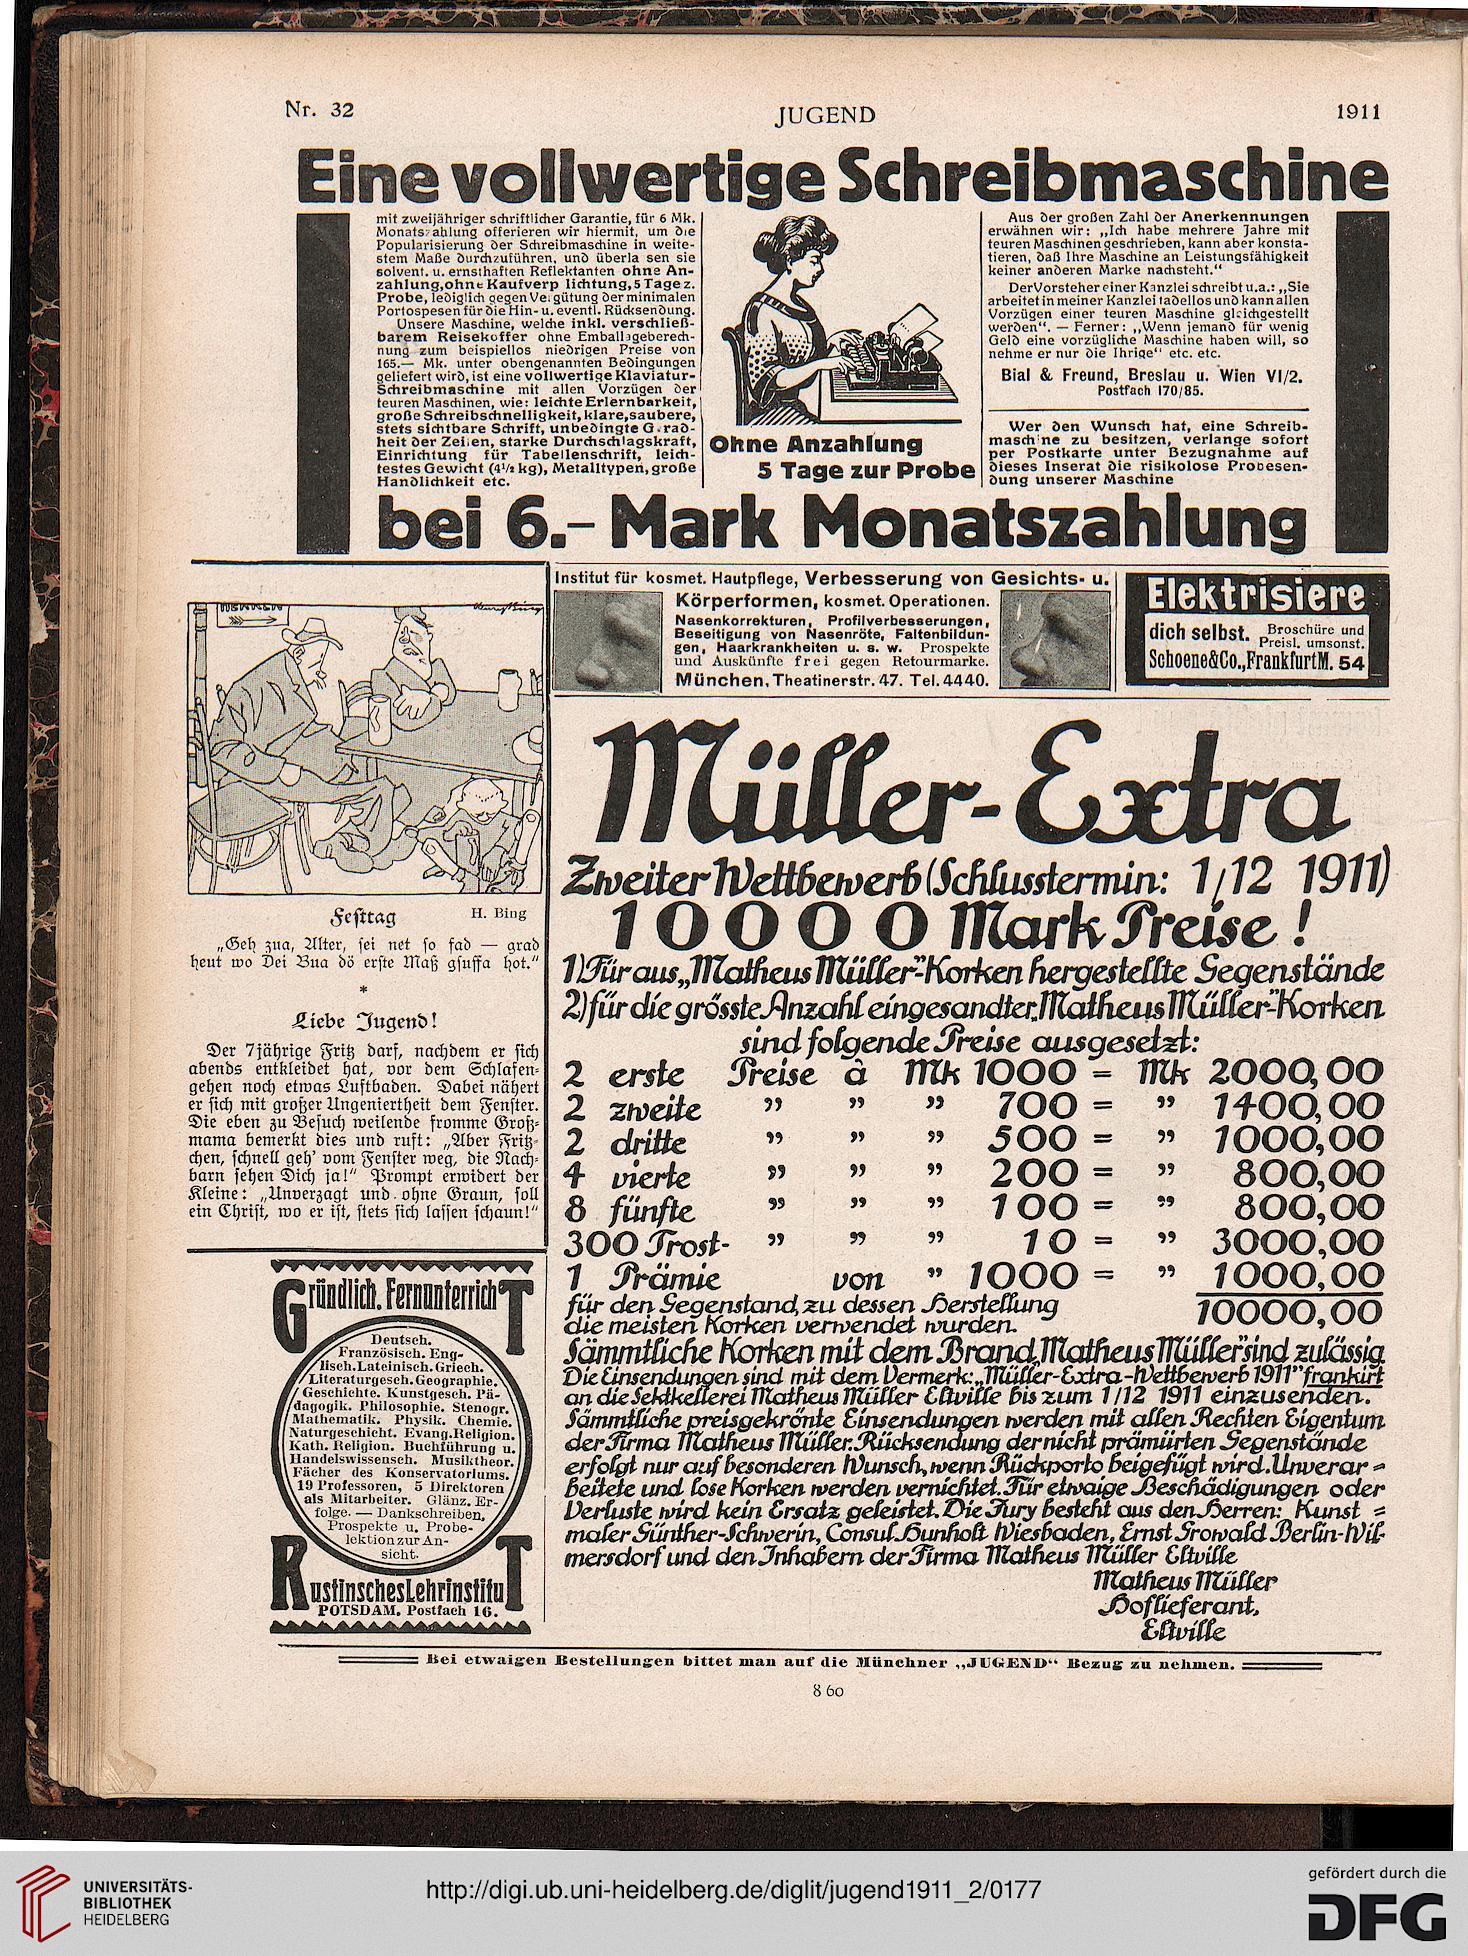 Nr. 32
JUGEND
1911
Eine vollwertige Schreibmaschine
mit zweijähriger schriftlicher Garantie, für 6 Mk.
Monatszahlung offerieren wir hiermit, um die
Popularisierung der Schreibmaschine in weite-
stem Maße durchzuführen, und überla sen sie
solvent. u. ernsthaften Reflektanten ohne An-
zahlung, ohne Kaufverp lichtung, 5 Tage z.
Probe, lediglich gegen Vergütung der minimalen
Portospesen für die Hin- u. eventl. Rücksendung.
Unsere Maschine, welche inkl. verschließ-
barem Reisekoffer ohne Emballageberech-
nung zum beispiellos niedrigen Preise von
165.— Mk. unter obengenannten Bedingungen
geliefert wird, ist eine vollwertige Klaviatur-
Schreibmaschine mit allen Vorzügen der
teuren Maschinen, wie: leichte Erlernbarkeit,
große Schreibschnelligkeit, klare, saubere,
stets sichtbare Schrift, unbedingte G.rad-
heit der Zeilen, starke Durchschlagskraft,
Einrichtung für Tabellenschrift, leich-
testes Gewicht (4½ kg), Metalltypen, große
Handlichkeit etc.
Ohne Anzahlung
5 Tage zur Probe
Aus der großen Zahl der Anerkennungen
erwähnen wir: „Ich habe mehrere Jahre mit
teuren Maschinen geschrieben, kann aber konsta-
tieren, daß Ihre Maschine an Leistungsfähigkeit
keiner anderen Marke nachsteht."
Der Vorsteher einer Kanzlei schreibt u. a.: „Sie
arbeitet in meiner Kanzlei tadellos und kann allen
Vorzügen einer teuren Maschine gleichgestellt
werden". — Ferner: „Wenn jemand für wenig
Geld eine vorzügliche Maschine haben will, so
nehme er nur die Ihrige" etc. etc.
Bial & Freund, Breslau u. Wien VI/2.
Postfach 170/85.
Wer den Wunsch hat, eine Schreib-
maschine zu besitzen, verlange sofort
per Postkarte unter Bezugnahme auf
dieses Inserat die risikolose Probesen-
dung unserer Maschine
bei 6.- Mark Monatszahlung
H. Bing
Festtag
„Geh zua, Alter, sei net so fad — grad
heut wo Dei Bua dö erste Maß gsuffa hot."
*
Liebe Jugend!
Der 7jährige Fritz darf, nachdem er sich
abends entkleidet hat, vor dem Schlafen-
gehen noch etwas Luftbaden. Dabei nähert
er sich mit großer Ungeniertheit dem Fenster.
Die eben zu Besuch weilende fromme Groß-
mama bemerkt dies und ruft: „Aber Fritz-
chen, schnell geh' vom Fenster weg, die Nach-
barn sehen Dich ja!" Prompt erwidert der
Kleine: „Unverzagt und ohne Graun, soll
ein Christ, wo er ist, stets sich lassen schaun!"
Gründlich. FernunterrichT
Deutsch.
Französisch. Eng-
lisch. Lateinisch. Griech.
Literaturgesch. Geographie.
Geschichte. Kunstgesch. Pä-
dagogik. Philosophie. Stenogr.
Mathematik. Physik. Chemie.
Naturgeschicht. Evang. Religion.
Kath. Religion. Buchführung u.
Handelswissensch. Musiktheor.
Fächer des Konservatoriums.
19 Professoren, 5 Direktoren
als Mitarbeiter. Glänz. Er-
folge. — Dankschreiben,
Prospekte u. Probe-
lektion zur An-
sicht.
Rustinsches LehrinstituT
POTSDAM. Postfach 16.
Institut für kosmet. Hautpflege, Verbesserung von Gesichts- u.
Körperformen, kosmet. Operationen.
Nasenkorrekturen, Profilverbesserungen,
Beseitigung von Nasenröte, Faltenbildun-
gen, Haarkrankheiten u. s. w. Prospekte
und Auskünfte frei gegen Retourmarke.
München, Theatinerstr. 47. Tel. 4440.
Elektrisiere
dich selbst. Broschüre und
Preisl. umsonst.
Schoene&Co., Frankfurt M. 54
Müller-Extra
Zweiter Wettbewerb (Schlusstermin: 1/12 1911)
10000 Mark Preise!
1) Für aus „Matheus Müller"-Korken hergestellte Gegenstände
2) für die grösste Anzahl eingesandter „Matheus Müller"-Korken
sind folgende Preise ausgesetzt:
2 erste Preise à Mk 1000 = Mk 2000,00
2 zweite " " " 700 = " 1400,00
2 dritte " " " 500 = " 1000,00
4 vierte " " " 200 = " 800,00
8 fünfte " " " 100 = " 800,00
300 Trost- " " " 10 = " 3000,00
1 Prämie von " 1000 = " 1000,00
für den Gegenstand, zu dessen Herstellung
die meisten Korken verwendet wurden.
10000,00
Sämmtliche Korken mit dem Brand „Matheus Müller" sind zulässig
Die Einsendungen sind mit dem Vermerk: „Müller-Extra-Wettbewerb 1911" frankirt
an die Sektkellerei Matheus Müller Eltville bis zum 1/12 1911 einzusenden.
Sämmtliche preisgekrönte Einsendungen werden mit allen Rechten Eigentum
der Firma Matheus Müller. Rücksendung der nicht prämiirten Gegenstände
erfolgt nur auf besonderen Wunsch, wenn Rückporto beigefügt wird. Unverar-
beitete und lose Korken werden vernichtet. Für etwaige Beschädigungen oder
Verluste wird kein Ersatz geleistet. Die Jury besteht aus den Herren: Kunst-
maler Günther-Schwerin, Consul Hunholt Wiesbaden, Ernst Growald Berlin-Wil-
mersdorf und den Inhabern der Firma Matheus Müller Eltville
Matheus Müller
Hoflieferant,
Eltville
Bei etwaigen Bestellungen bittet man auf die Münchner „JUGEND" Bezug zu nehmen.
860
UNIVERSITÄTS-
BIBLIOTHEK
HEIDELBERG
http://digi.ub.uni-heidelberg.de/diglit/jugend1911_2/0177
gefördert durch die
DFG